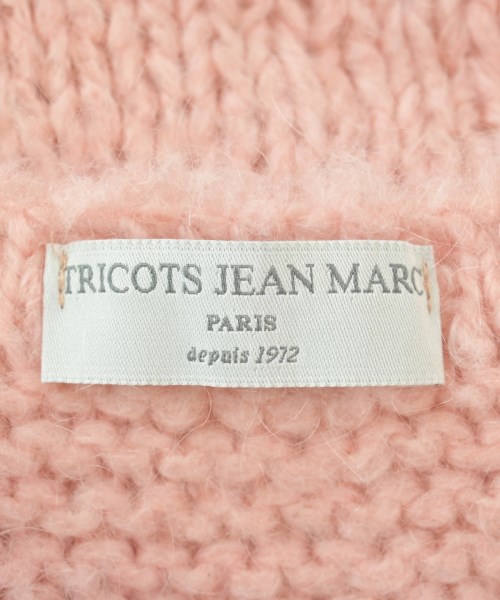 TRICOTS JEAN MARC
PARIS
depuis 1972